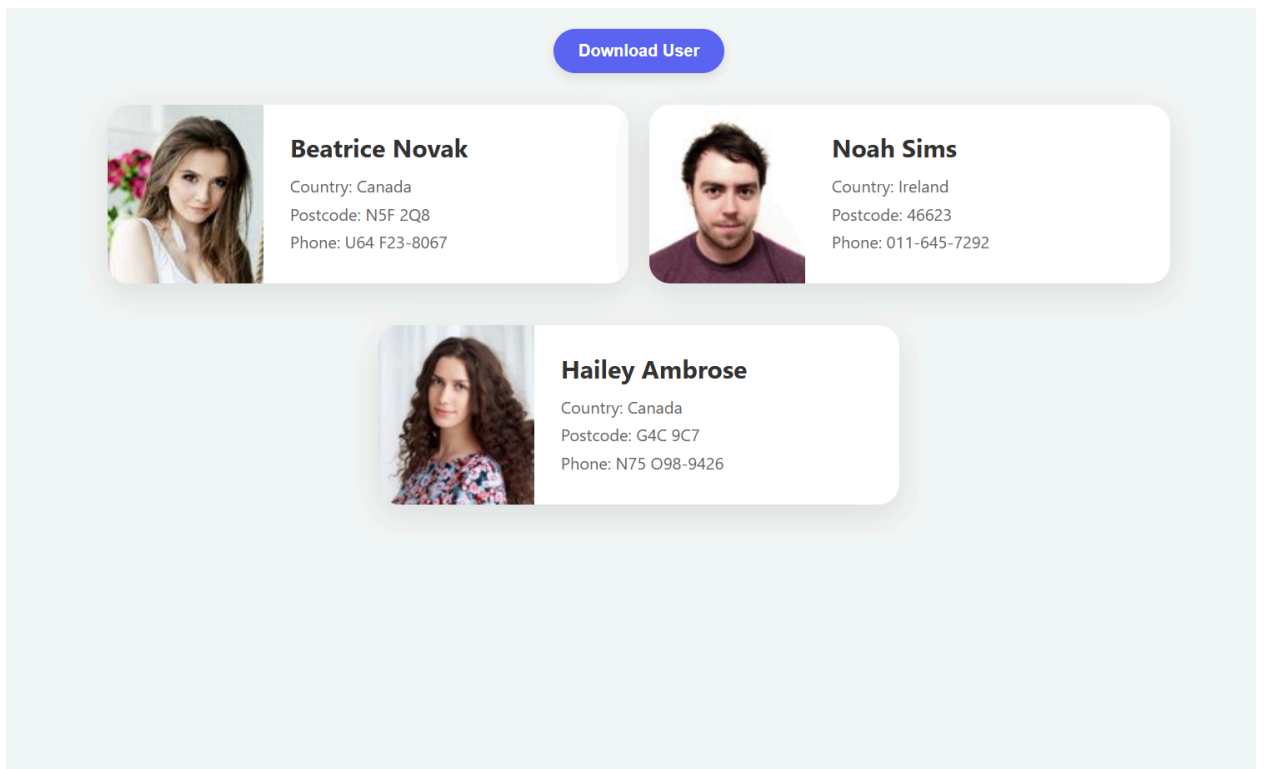 Download User
Beatrice Novak
Country: Canada
Postcode: N5F 2Q8
Phone: U64 F23-8067
Noah Sims
Country: Ireland
Postcode: 46623
Phone: 011-645-7292
Hailey Ambrose
Country: Canada
Postcode: G4C 9C7
Phone: N75 O98-9426